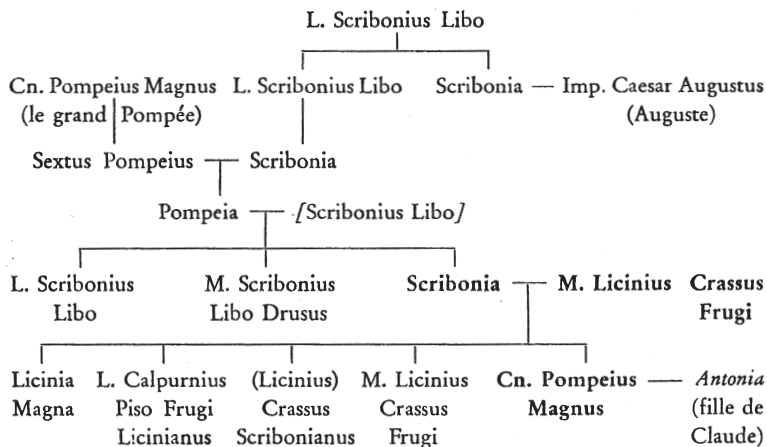 L. Scribonius Libo
Cn. Pompeius Magnus L. Scribonius Libo Scribonia — Imp. Caesar Augustus
(le grand Pompée) (Auguste)
Sextus Pompeius Scribonia
Pompeia [Scribonius Libo]
L. Scribonius M. Scribonius Scribonia M. Licinius Crassus
Libo Libo Drusus Frugi
Licinia L. Calpurnius (Licinius) M. Licinius Cn. Pompeius — Antonia
Magna Piso Frugi Crassus Crassus Magnus (fille de
Licinianus Scribonianus Frugi Claude)